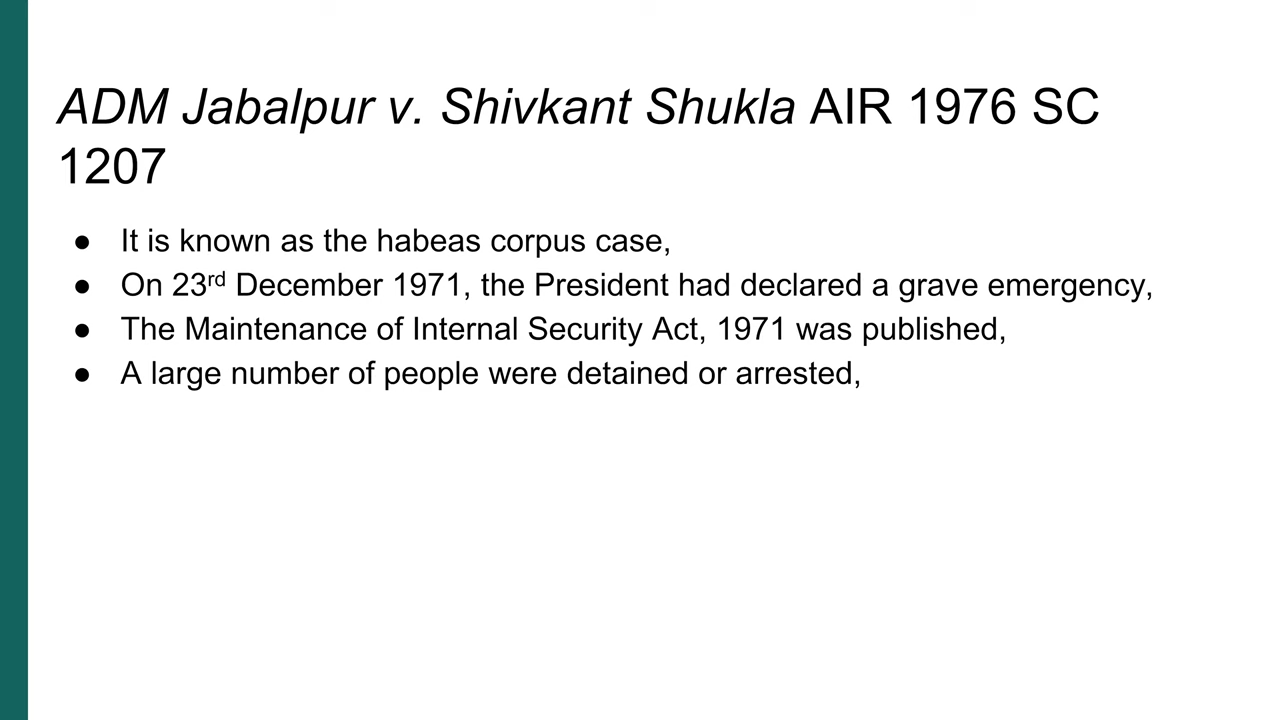 ADM Jabalpur v. Shivkant Shukla AIR 1976 SC
1207
● It is known as the habeas corpus case,
● On 23rd December 1971, the President had declared a grave emergency,
● The Maintenance of Internal Security Act, 1971 was published,
● A large number of people were detained or arrested,